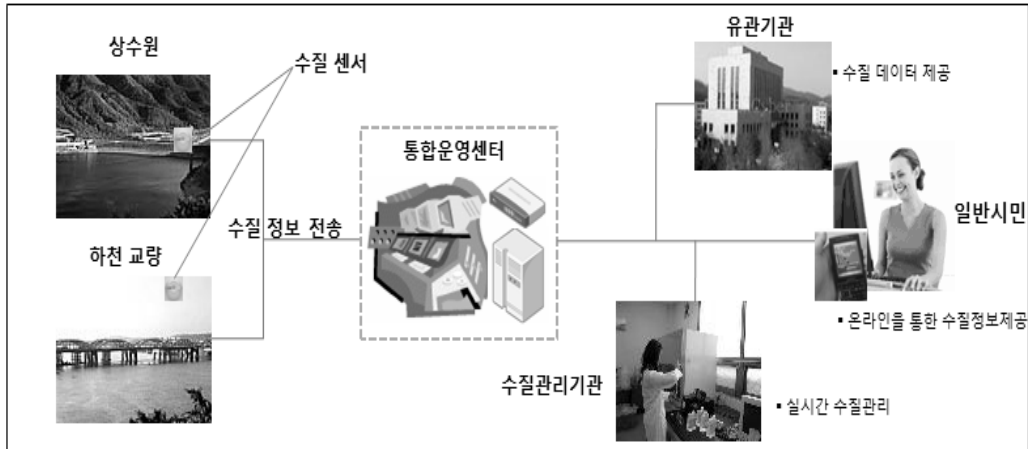 상수원
수질 센서
유관기관
▪ 수질 데이터 제공
통합운영센터
일반시민
수질 정보 전송
하천 교량
▪ 온라인을 통한 수질정보제공
수질관리기관
▪ 실시간 수질관리